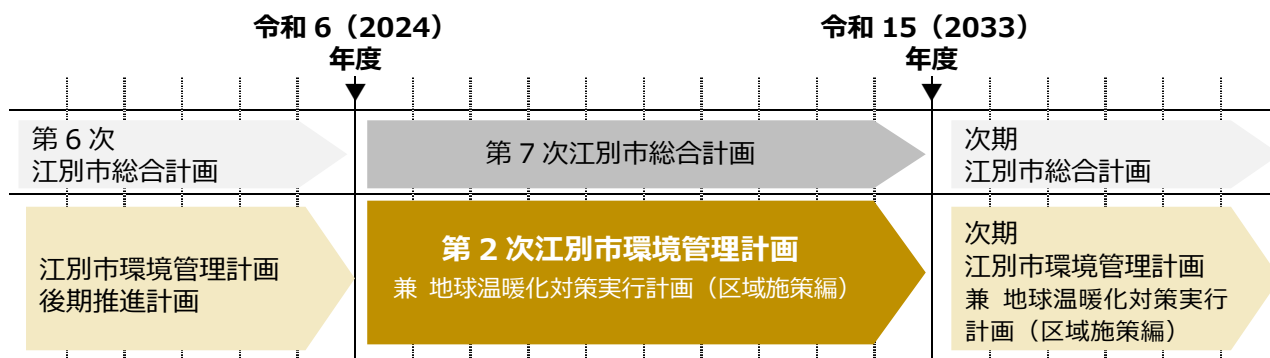 令和 6（2024）
年度
令和 15（2033）
年度
第 6 次
江別市総合計画
第 7 次江別市総合計画
次期
江別市総合計画
江別市環境管理計画
後期推進計画
第 2 次江別市環境管理計画
兼 地球温暖化対策実行計画（区域施策編）
次期
江別市環境管理計画
兼 地球温暖化対策実行
計画（区域施策編）